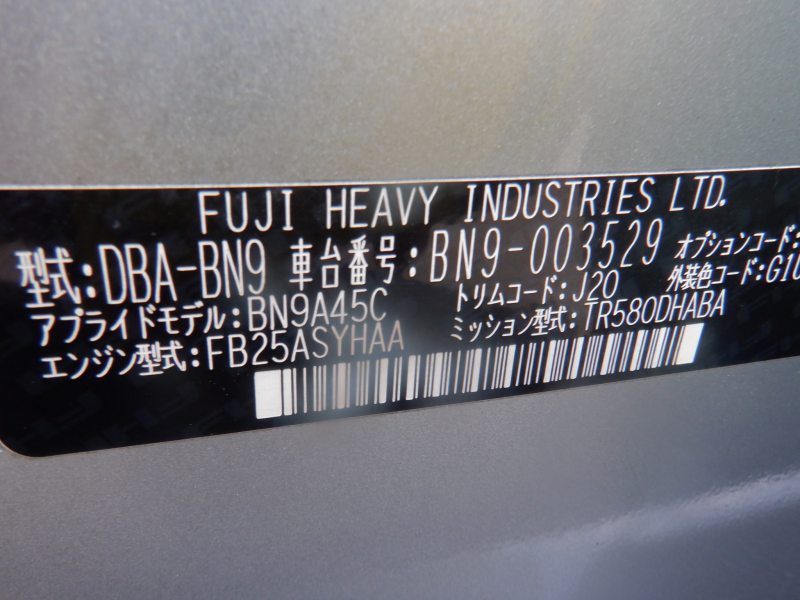 FUJI HEAVY INDUSTRIES LTD.
型式:DBA-BN9 車台番号:BN9-003529 オプションコード:
アプライドモデル:BN9A45C トリムコード:J20 外装色コード:G1U
エンジン型式:FB25ASYHAA ミッション型式:TR580DHABA